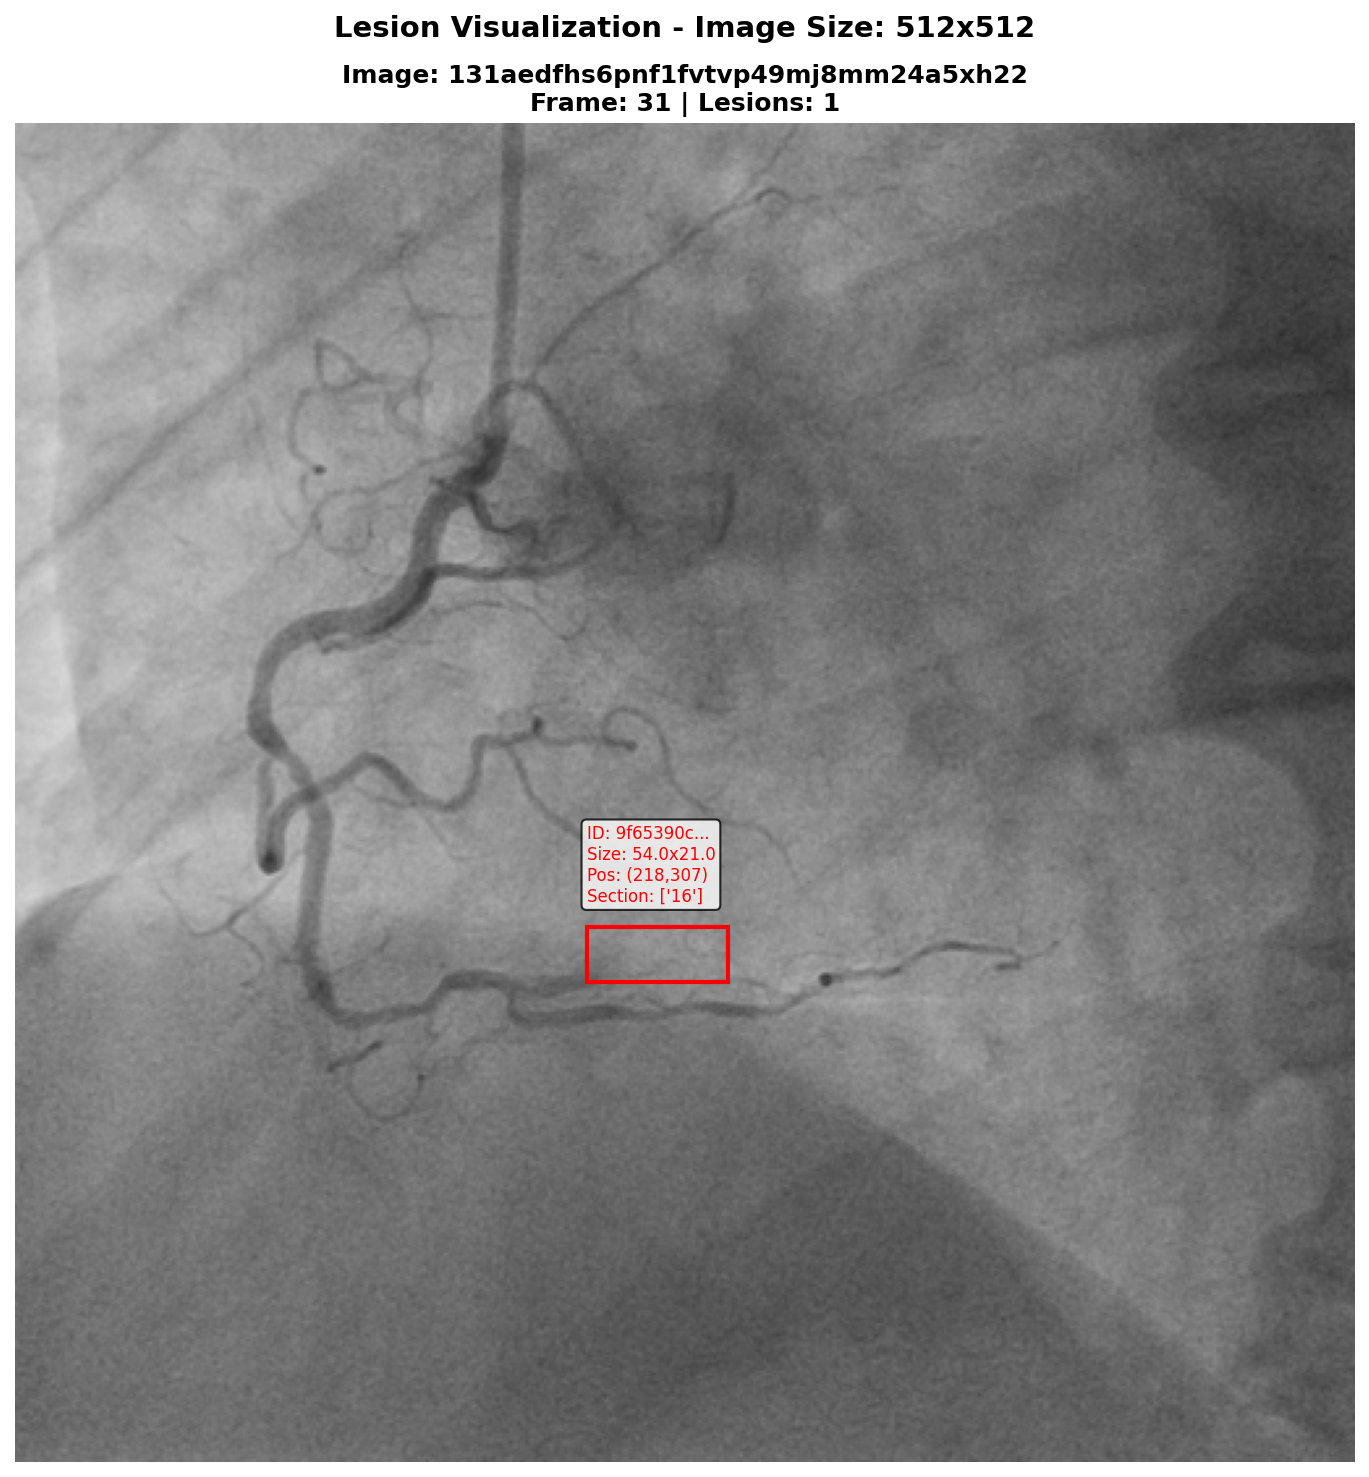 Lesion Visualization - Image Size: 512x512
Image: 131aedfhs6pnf1fvtvp49mj8mm24a5xh22
Frame: 31 | Lesions: 1
ID: 9f65390c...
Size: 54.0x21.0
Pos: (218,307)
Section: ['16']